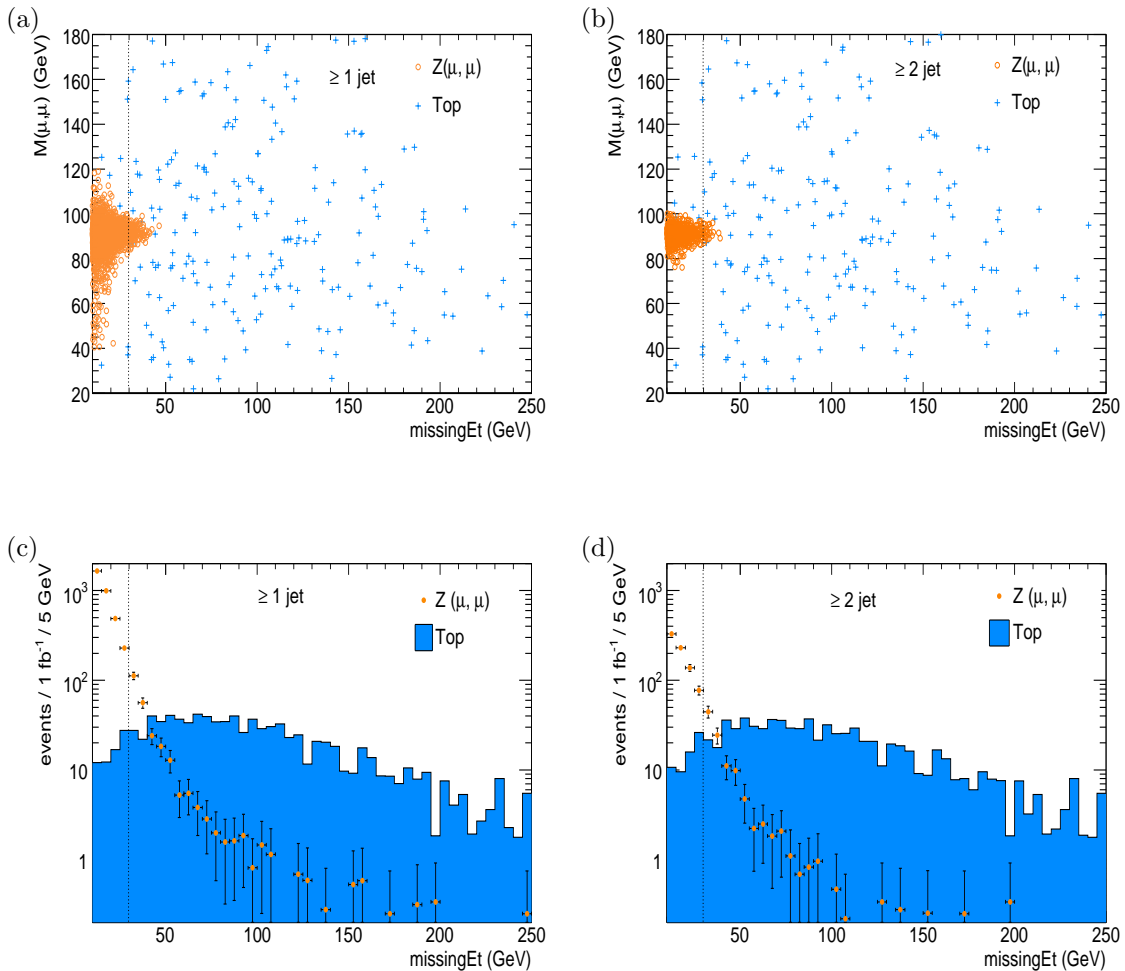 (a)
(b)
M(μ,μ) (GeV)
180
160
140
120
100
80
60
40
20
≥ 1 jet
Z(μ, μ)
Top
50
100
150
200
250
missingEt (GeV)
M(μ,μ) (GeV)
180
160
140
120
100
80
60
40
20
≥ 2 jet
Z(μ, μ)
Top
50
100
150
200
250
missingEt (GeV)
(c)
(d)
events / 1 fb⁻¹ / 5 GeV
10³
10²
10
1
≥ 1 jet
Z (μ, μ)
Top
50
100
150
200
250
missingEt (GeV)
events / 1 fb⁻¹ / 5 GeV
10³
10²
10
1
≥ 2 jet
Z (μ, μ)
Top
50
100
150
200
250
missingEt (GeV)